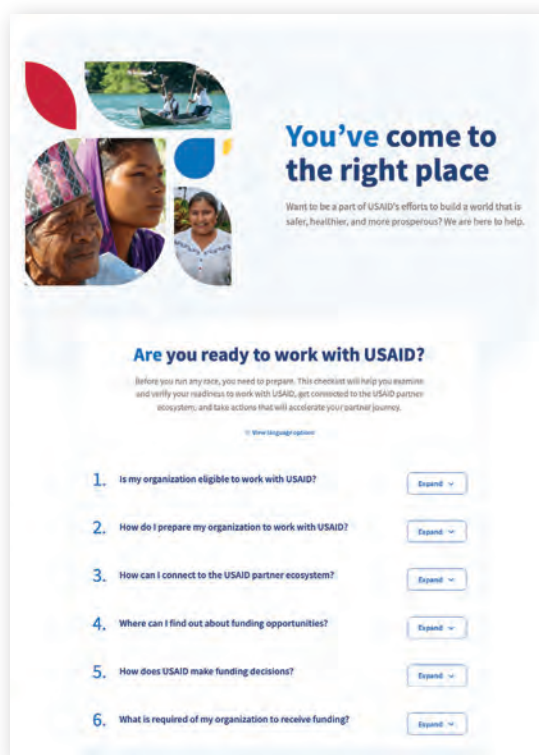 You've come to
the right place
Want to be a part of USAID's efforts to build a world that is
safer, healthier, and more prosperous? We are here to help.
Are you ready to work with USAID?
Before you run any race, you need to prepare. This checklist will help you examine
and verify your readiness to work with USAID, get connected to the USAID partner
ecosystem, and take actions that will accelerate your partner journey.
View language options
1. Is my organization eligible to work with USAID? Expand
2. How do I prepare my organization to work with USAID? Expand
3. How can I connect to the USAID partner ecosystem? Expand
4. Where can I find out about funding opportunities? Expand
5. How does USAID make funding decisions? Expand
6. What is required of my organization to receive funding? Expand